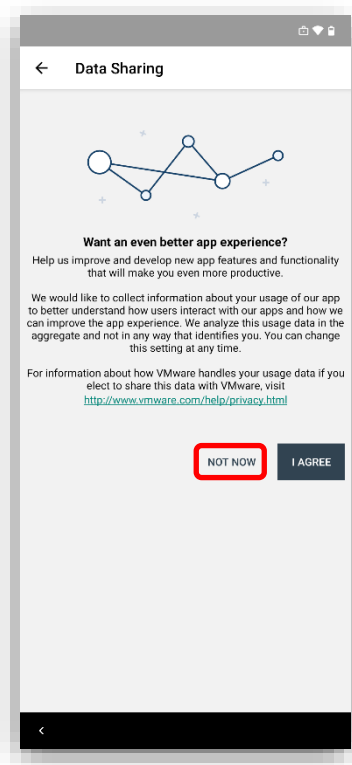 Data Sharing
Want an even better app experience?
Help us improve and develop new app features and functionality
that will make you even more productive.
We would like to collect information about your usage of our app
to better understand how users interact with our apps and how we
can improve the app experience. We analyze this usage data in the
aggregate and not in any way that identifies you. You can change
this setting at any time.
For information about how VMware handles your usage data if you
elect to share this data with VMware, visit
http://www.vmware.com/help/privacy.html
NOT NOW
I AGREE